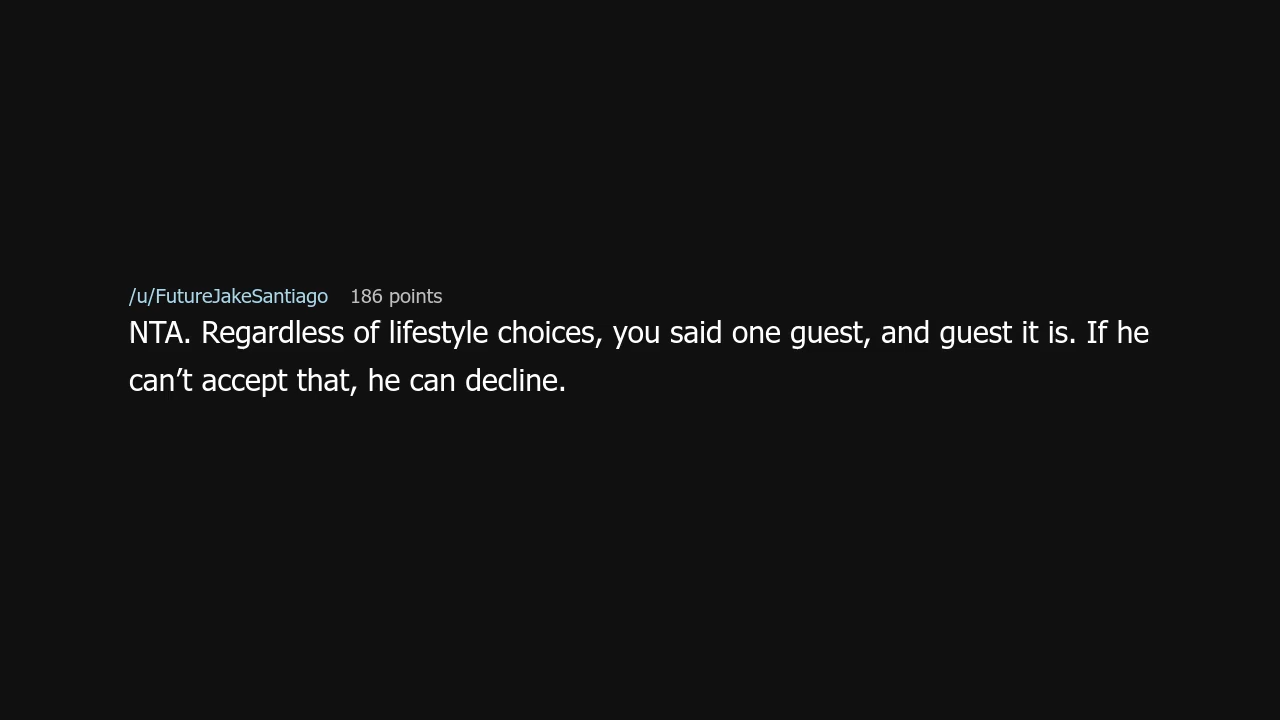 /u/FutureJakeSantiago 186 points
NTA. Regardless of lifestyle choices, you said one guest, and guest it is. If he
can’t accept that, he can decline.